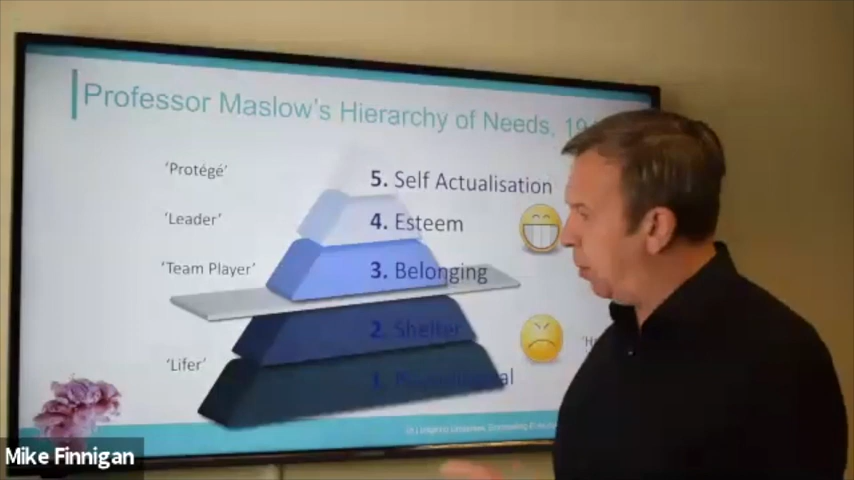 Professor Maslow's Hierarchy of Needs, 19
'Protégé'
5. Self Actualisation
'Leader'
4. Esteem
'Team Player'
3. Belonging
2. Shelter
'Lifer'
1.
Mike Finnigan